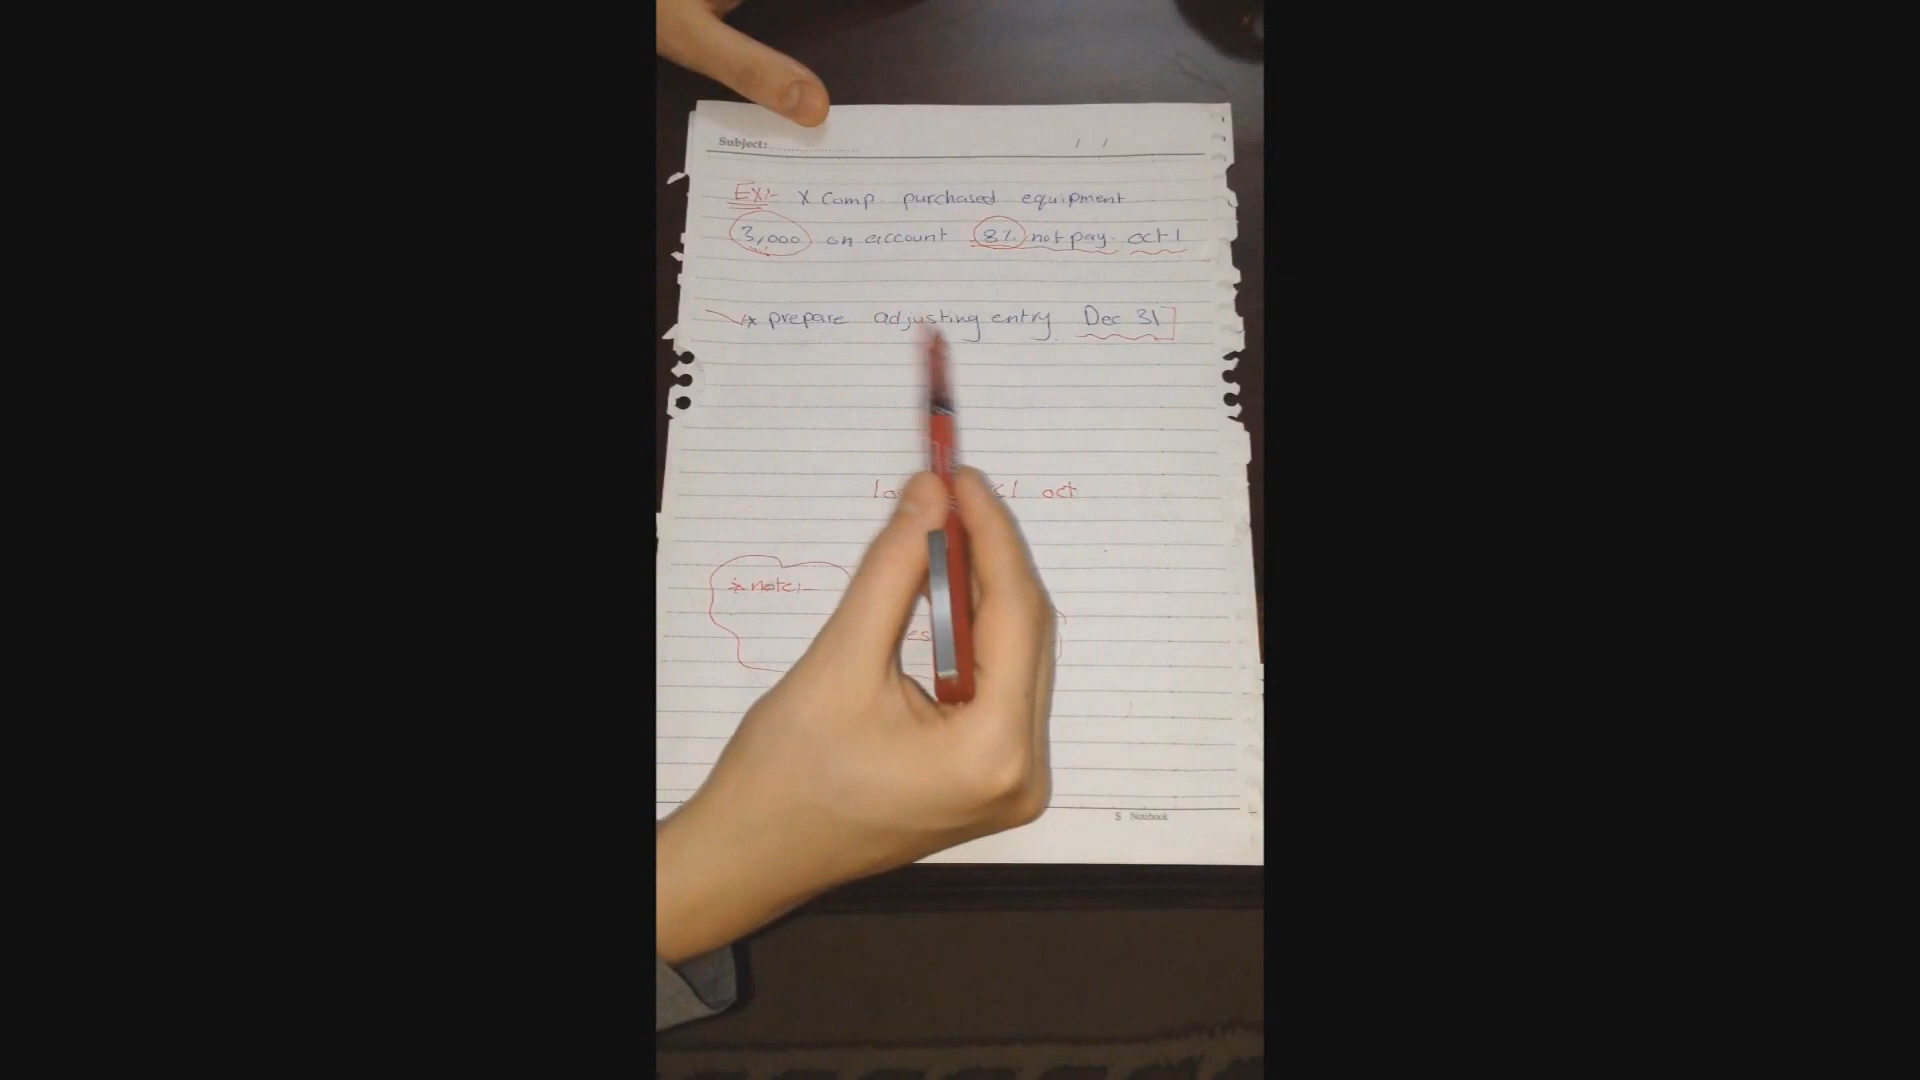 Subject: / /
Ex:- X Comp. purchased equipment
3,000 on account 8% not pay. oct 1
* prepare adjusting entry Dec 31
oct
* note:-
S Notebook